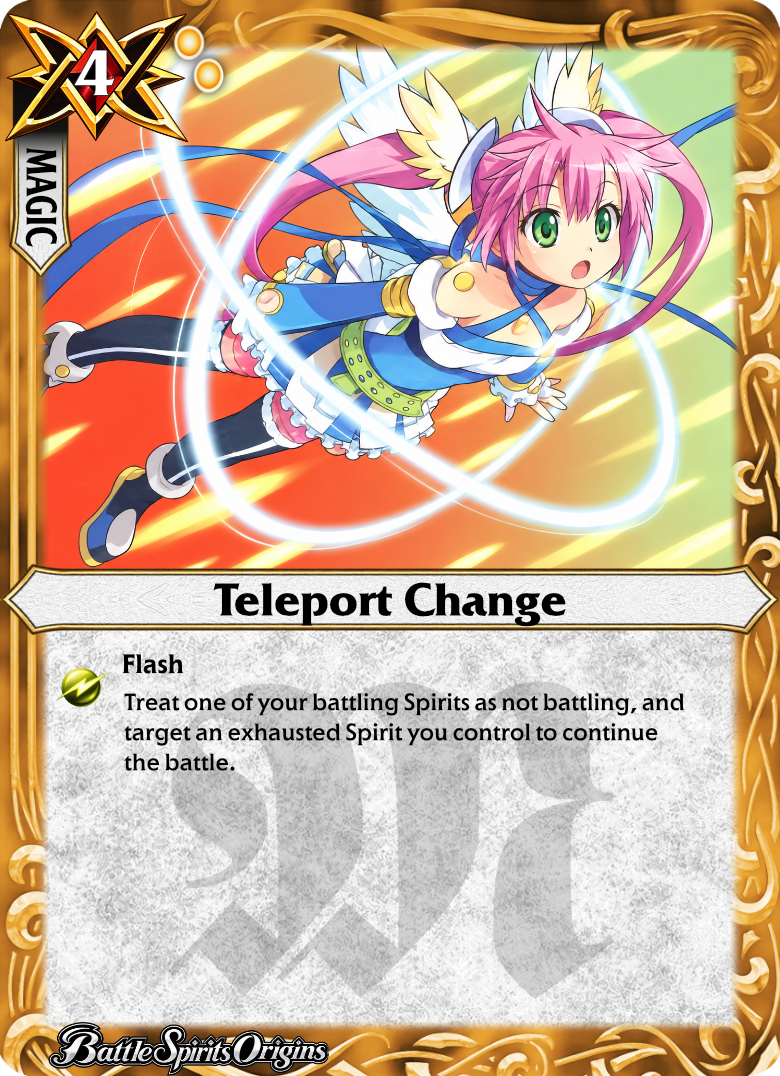 4
MAGIC
Teleport Change
Flash
Treat one of your battling Spirits as not battling, and
target an exhausted Spirit you control to continue
the battle.
M
Battle Spirits Origins